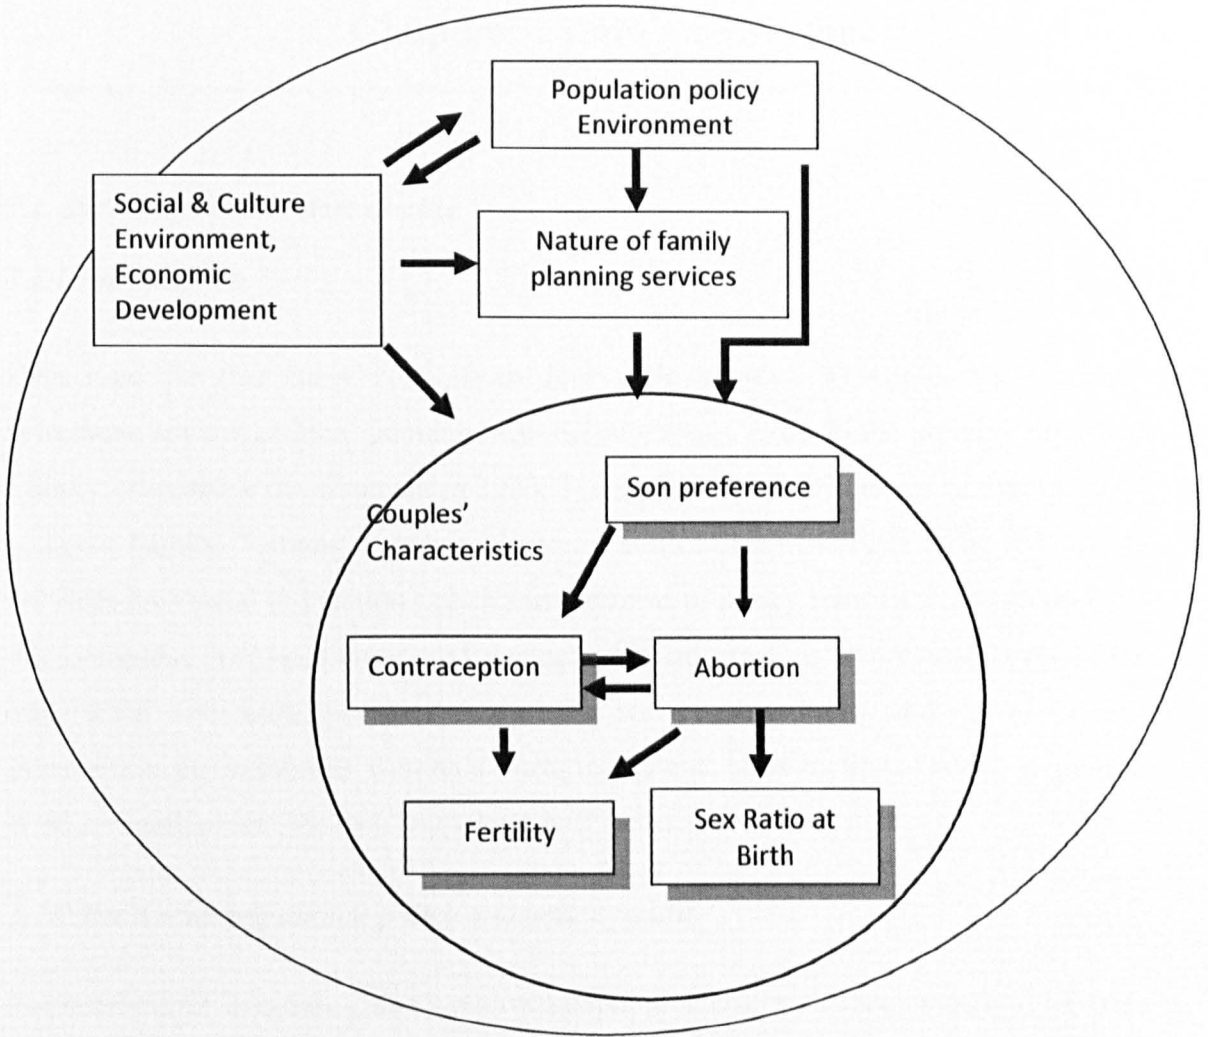 Population policy
Environment
Social & Culture
Environment,
Economic
Development
Nature of family
planning services
Son preference
Couples'
Characteristics
Contraception
Abortion
Fertility
Sex Ratio at
Birth